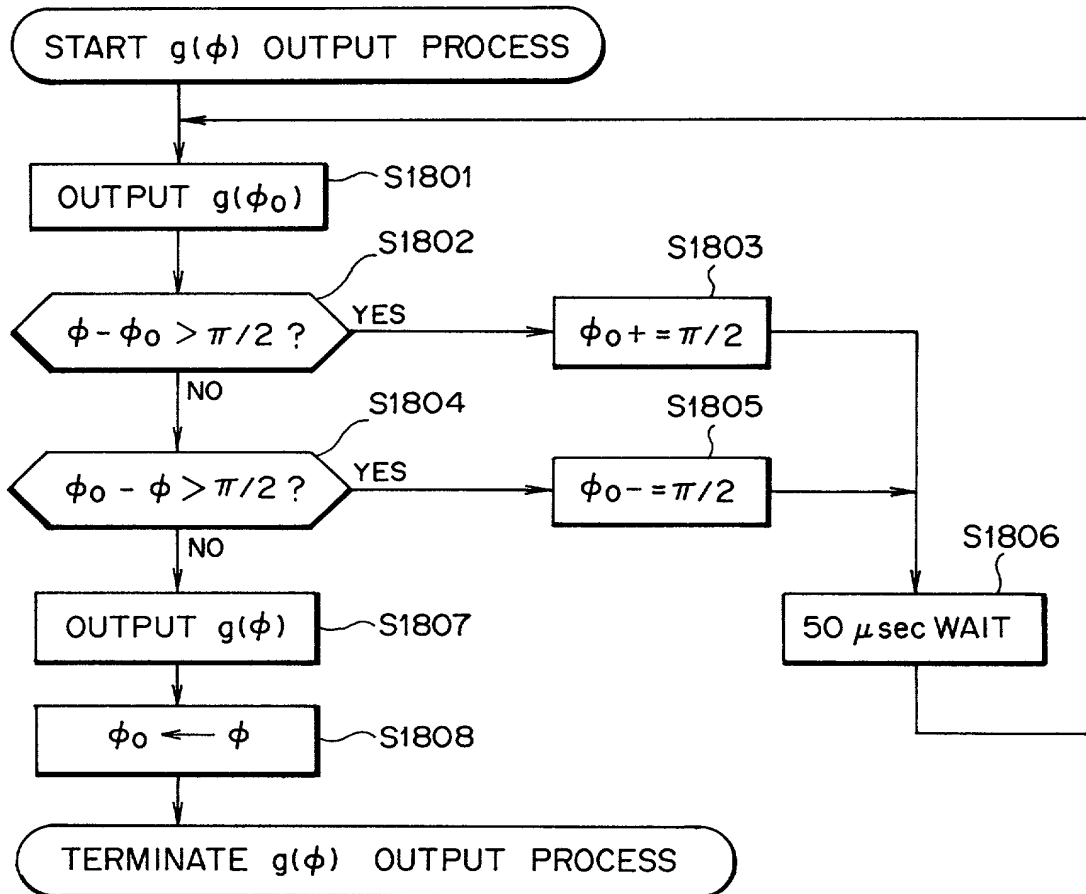 START g(φ) OUTPUT PROCESS
OUTPUT g(φ₀)
S1801
S1802
φ-φ₀ > π/2 ?
YES
S1803
φ₀+=π/2
NO
S1804
φ₀ - φ > π/2 ?
YES
S1805
φ₀-=π/2
NO
S1806
50 μsec WAIT
OUTPUT g(φ)
S1807
φ₀ ← φ
S1808
TERMINATE g(φ) OUTPUT PROCESS